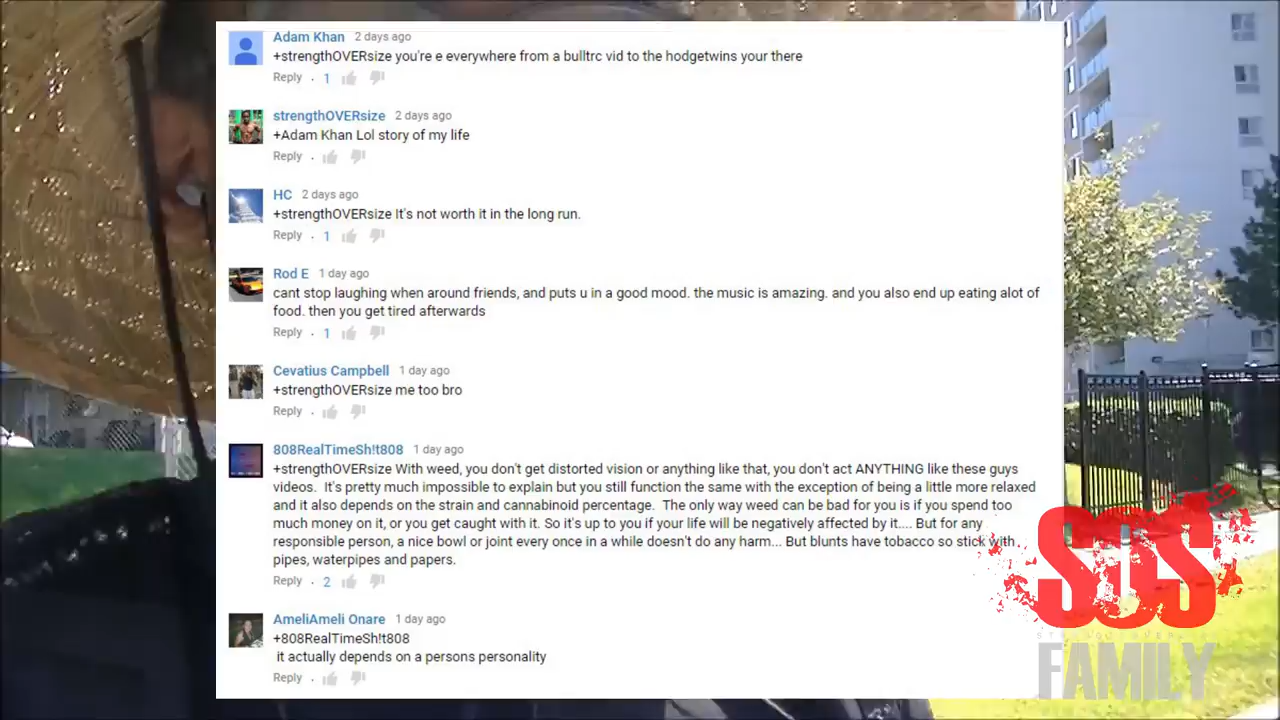 Adam Khan 2 days ago
+strengthOVERsize you're e everywhere from a bulltrc vid to the hodgetwins your there
Reply . 1
strengthOVERsize 2 days ago
+Adam Khan Lol story of my life
Reply .
HC 2 days ago
+strengthOVERsize It's not worth it in the long run.
Reply . 1
Rod E 1 day ago
cant stop laughing when around friends, and puts u in a good mood. the music is amazing. and you also end up eating alot of
food. then you get tired afterwards
Reply . 1
Cevatius Campbell 1 day ago
+strengthOVERsize me too bro
Reply .
808RealTimeSh!t808 1 day ago
+strengthOVERsize With weed, you don't get distorted vision or anything like that, you don't act ANYTHING like these guys
videos. It's pretty much impossible to explain but you still function the same with the exception of being a little more relaxed
and it also depends on the strain and cannabinoid percentage. The only way weed can be bad for you is if you spend too
much money on it, or you get caught with it. So it's up to you if your life will be negatively affected by it.... But for any
responsible person, a nice bowl or joint every once in a while doesn't do any harm... But blunts have tobacco so stick with
pipes, waterpipes and papers.
Reply . 2
AmeliAmeli Onare 1 day ago
+808RealTimeSh!t808
it actually depends on a persons personality
Reply .
SOS
FAMILY